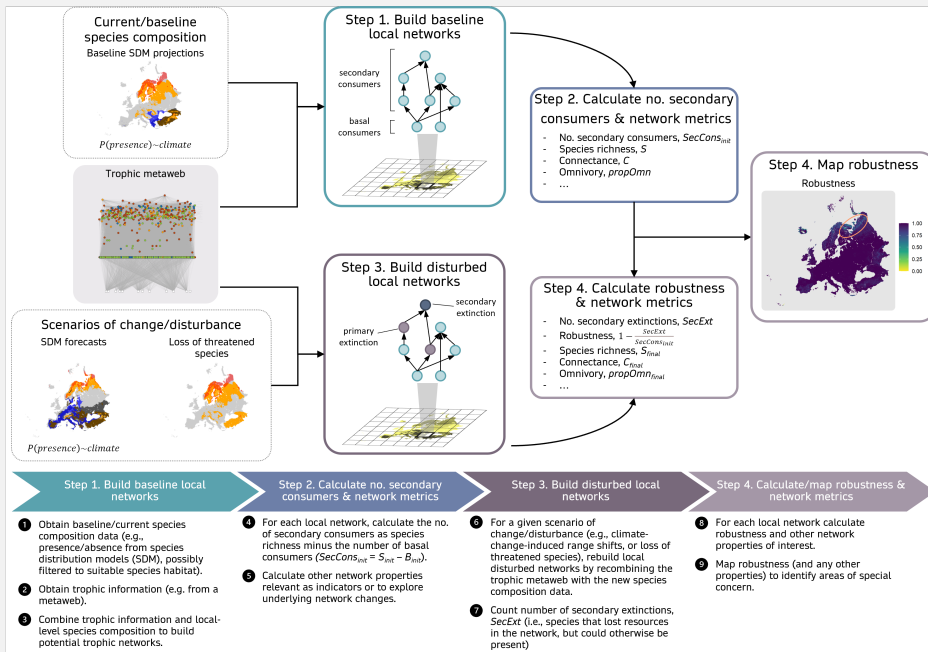 Current/baseline
species composition
Baseline SDM projections
P(presence)~climate
Trophic metaweb
Scenarios of change/disturbance
SDM forecasts
Loss of threatened
species
P(presence)~climate
Step 1. Build baseline
local networks
secondary
consumers
basal
consumers
Step 3. Build disturbed
local networks
secondary
extinction
primary
extinction
Step 2. Calculate no. secondary
consumers & network metrics
- No. secondary consumers, SecCons_init
- Species richness, S
- Connectance, C
- Omnivory, propOmn
- ...
Step 4. Calculate robustness
& network metrics
- No. secondary extinctions, SecExt
- Robustness, 1 − SecExt/SecCons_init
- Species richness, S_final
- Connectance, C_final
- Omnivory, propOmn_final
- ...
Step 4. Map robustness
Robustness
1.00
0.75
0.50
0.25
0.00
Step 1. Build baseline local
networks
1 Obtain baseline/current species
composition data (e.g.,
presence/absence from species
distribution models (SDM), possibly
filtered to suitable species habitat).
2 Obtain trophic information (e.g. from a
metaweb).
3 Combine trophic information and local-
level species composition to build
potential trophic networks.
Step 2. Calculate no. secondary
consumers & network metrics
4 For each local network, calculate the no.
of secondary consumers as species
richness minus the number of basal
consumers (SecCons_init = S_init – B_init).
5 Calculate other network properties
relevant as indicators or to explore
underlying network changes.
Step 3. Build disturbed local
networks
6 For a given scenario of
change/disturbance (e.g., climate-
change-induced range shifts, or loss of
threatened species), rebuild local
disturbed networks by recombining the
trophic metaweb with the new species
composition data.
7 Count number of secondary extinctions,
SecExt (i.e., species that lost resources
in the network, but could otherwise be
present)
Step 4. Calculate/map robustness &
network metrics
8 For each local network calculate
robustness and other network
properties of interest.
9 Map robustness (and any other
properties) to identify areas of special
concern.